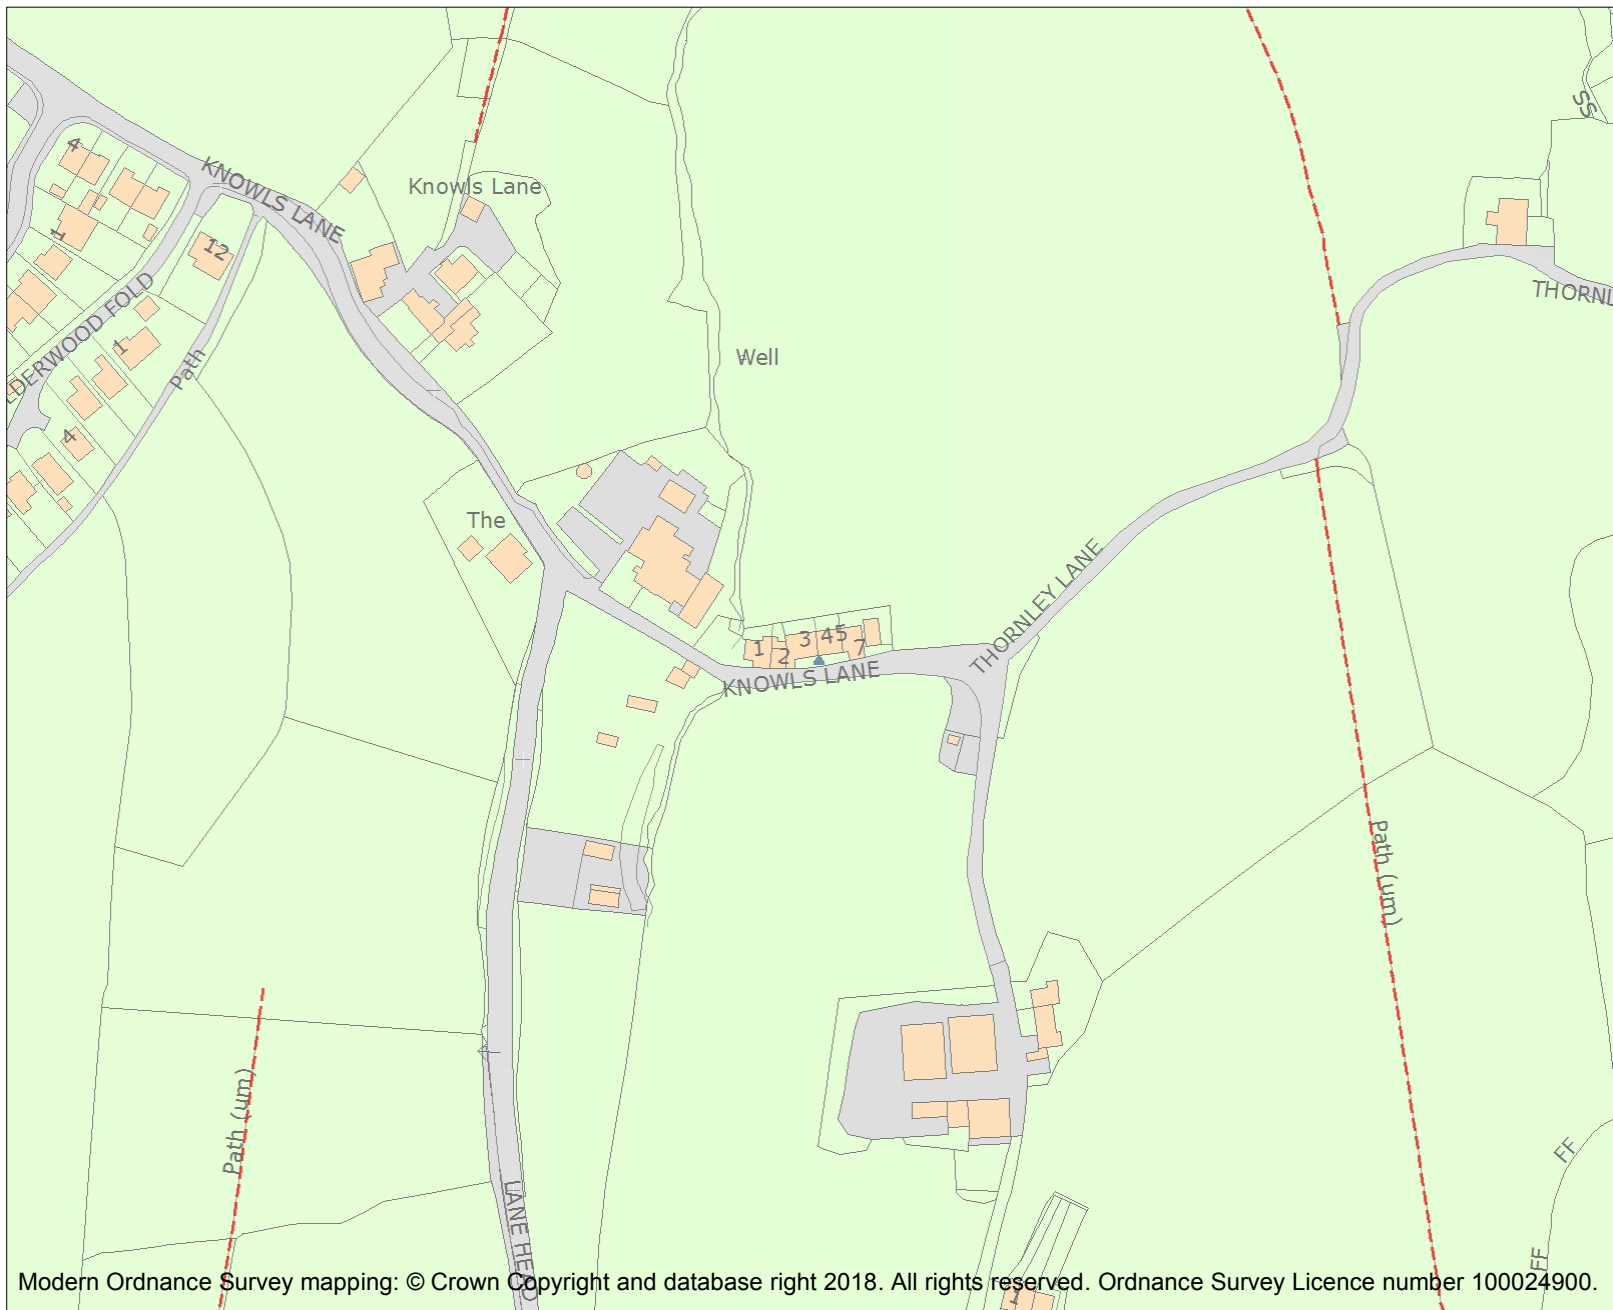 SS
4
KNOWLS LANE
Knowls Lane
1
12
THORNL
DERWOOD FOLD
1
Path
Well
4
The
THORNLEY LANE
1
2
3
4
5
7
KNOWLS LANE
Path (um)
Path (um)
FF
LANE HEAD
FF
1
Modern Ordnance Survey mapping: © Crown Copyright and database right 2018. All rights reserved. Ordnance Survey Licence number 100024900.